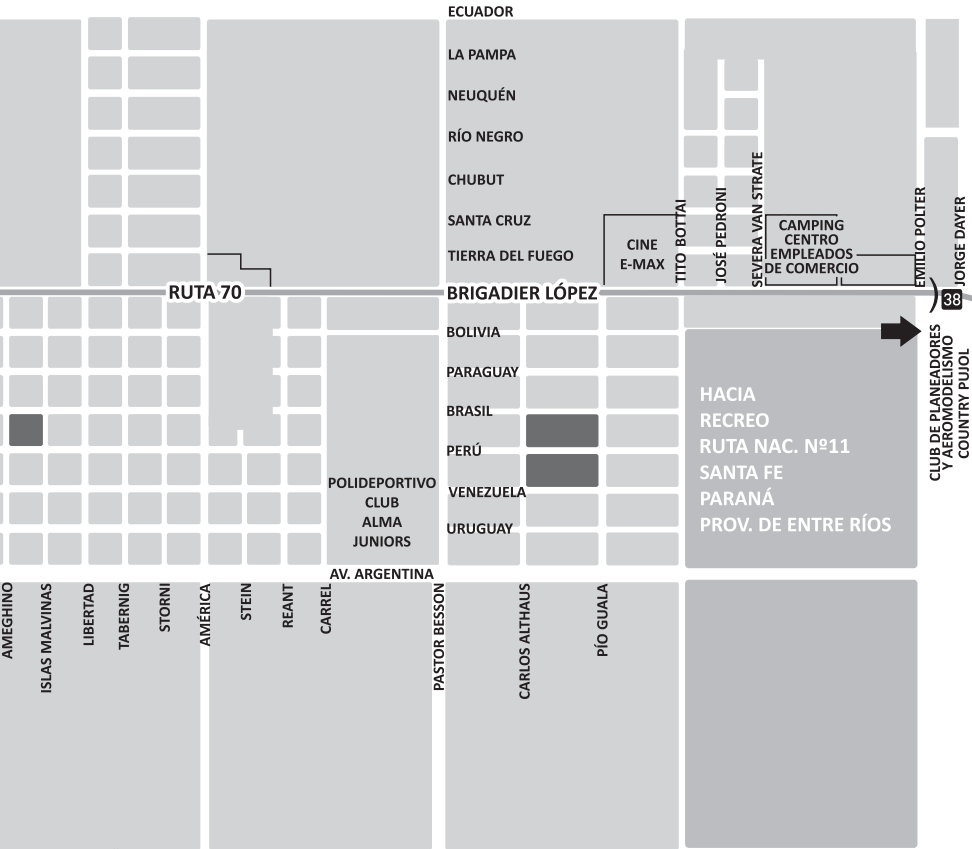 ECUADOR
LA PAMPA
NEUQUÉN
RÍO NEGRO
CHUBUT
SANTA CRUZ
TIERRA DEL FUEGO
CINE
E-MAX
TITO BOTTAI
JOSÉ PEDRONI
SEVERA VAN STRATE
CAMPING
CENTRO
EMPLEADOS
DE COMERCIO
EMILIO POLTER
JORGE DAYER
RUTA 70
BRIGADIER LÓPEZ
38
BOLIVIA
PARAGUAY
BRASIL
PERÚ
VENEZUELA
URUGUAY
CLUB DE PLANEADORES
Y AEROMODELISMO
COUNTRY PUJOL
HACIA
RECREO
RUTA NAC. Nº11
SANTA FE
PARANÁ
PROV. DE ENTRE RÍOS
POLIDEPORTIVO
CLUB
ALMA
JUNIORS
AV. ARGENTINA
AMEGHINO
ISLAS MALVINAS
LIBERTAD
TABERNIG
STORNI
AMÉRICA
STEIN
REANT
CARREL
PASTOR BESSON
CARLOS ALTHAUS
PÍO GUALA